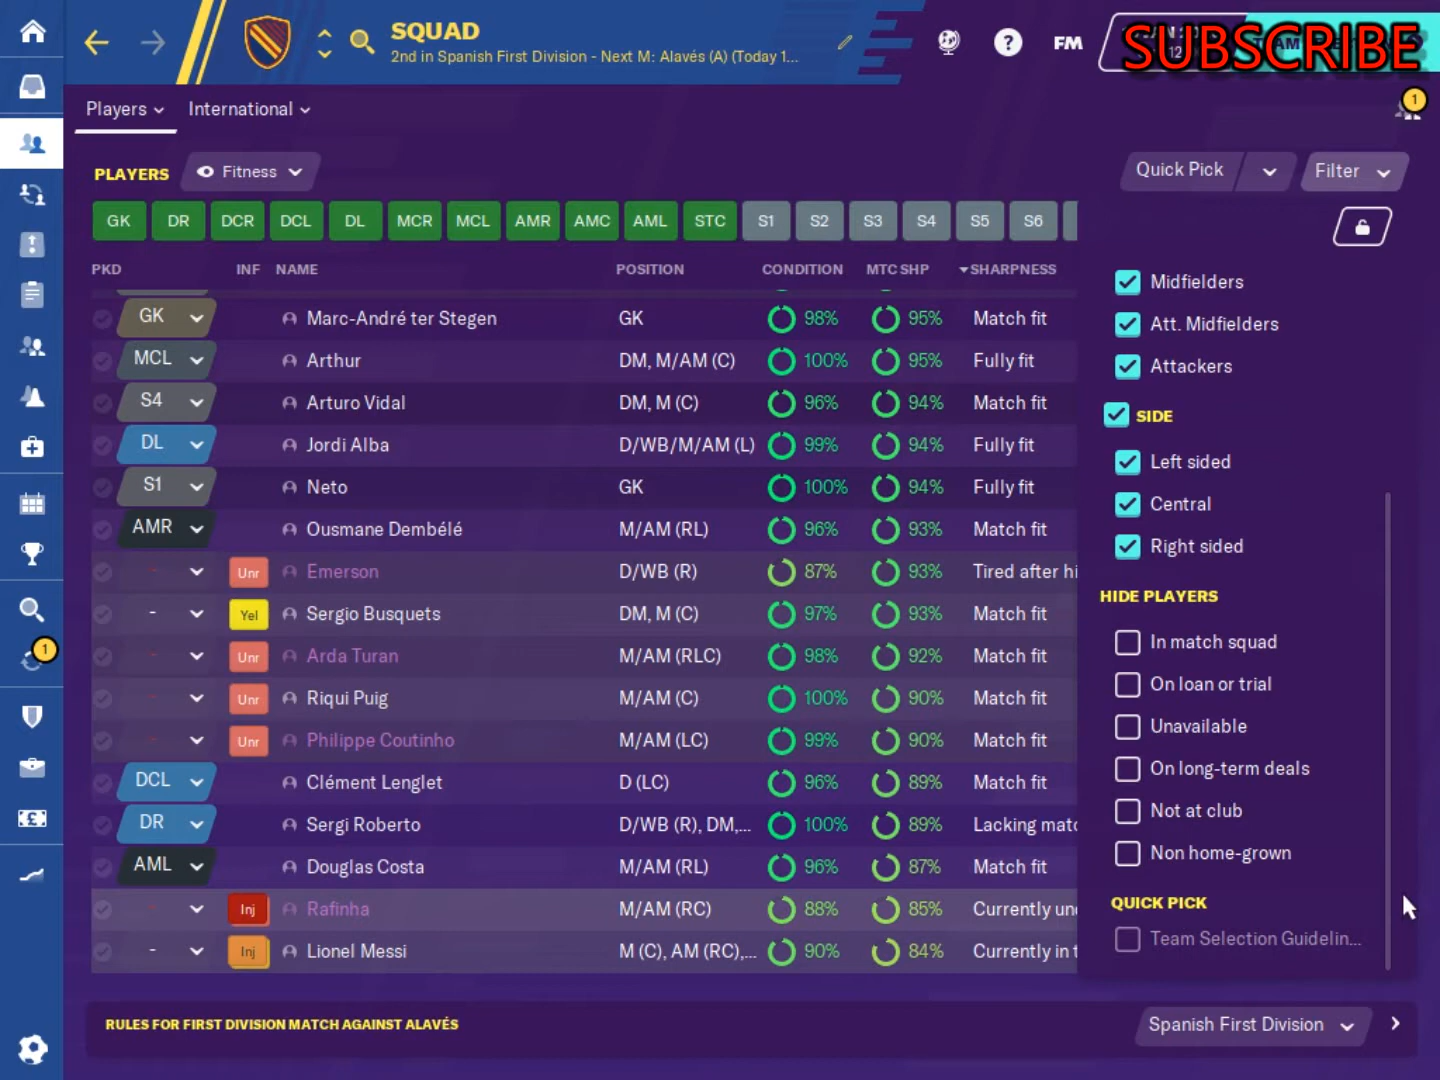 SQUAD
2nd in Spanish First Division - Next M: Alavés (A) (Today 1...
FM
SUBSCRIBE
1
Players
International
PLAYERS
Fitness
Quick Pick
Filter
GK DR DCR DCL DL MCR MCL AMR AMC AML STC S1 S2 S3 S4 S5 S6
PKD INF NAME POSITION CONDITION MTC SHP SHARPNESS
GK Marc-André ter Stegen GK 98% 95% Match fit
MCL Arthur DM, M/AM (C) 100% 95% Fully fit
S4 Arturo Vidal DM, M (C) 96% 94% Match fit
DL Jordi Alba D/WB/M/AM (L) 99% 94% Fully fit
S1 Neto GK 100% 94% Fully fit
AMR Ousmane Dembélé M/AM (RL) 96% 93% Match fit
- Unr Emerson D/WB (R) 87% 93% Tired after hi
- Yel Sergio Busquets DM, M (C) 97% 93% Match fit
- Unr Arda Turan M/AM (RLC) 98% 92% Match fit
- Unr Riqui Puig M/AM (C) 100% 90% Match fit
- Unr Philippe Coutinho M/AM (LC) 99% 90% Match fit
DCL Clément Lenglet D (LC) 96% 89% Match fit
DR Sergi Roberto D/WB (R), DM,... 100% 89% Lacking matc
AML Douglas Costa M/AM (RL) 96% 87% Match fit
- Inj Rafinha M/AM (RC) 88% 85% Currently un
- Inj Lionel Messi M (C), AM (RC),... 90% 84% Currently in t
Midfielders
Att. Midfielders
Attackers
SIDE
Left sided
Central
Right sided
HIDE PLAYERS
In match squad
On loan or trial
Unavailable
On long-term deals
Not at club
Non home-grown
QUICK PICK
Team Selection Guidelin...
1
RULES FOR FIRST DIVISION MATCH AGAINST ALAVÉS
Spanish First Division